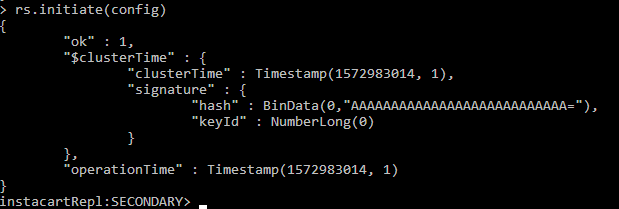 > rs.initiate(config)
{
        "ok" : 1,
        "$clusterTime" : {
                "clusterTime" : Timestamp(1572983014, 1),
                "signature" : {
                        "hash" : BinData(0,"AAAAAAAAAAAAAAAAAAAAAAAAAAA="),
                        "keyId" : NumberLong(0)
                }
        },
        "operationTime" : Timestamp(1572983014, 1)
}
instacartRepl:SECONDARY> _